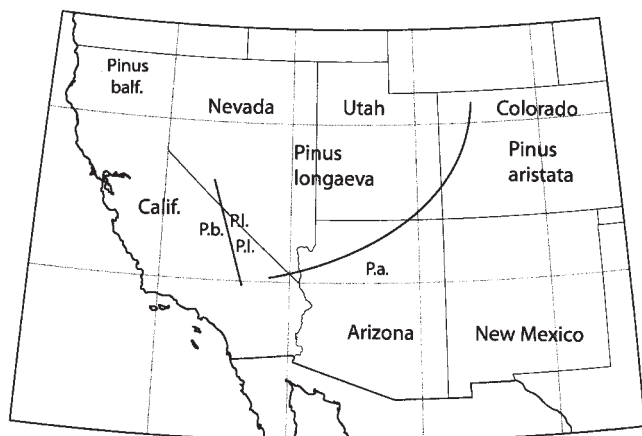 Pinus
balf.
Nevada
Utah
Colorado
Pinus
longaeva
Pinus
aristata
Calif.
P.b.
P.l.
P.l.
P.a.
Arizona
New Mexico